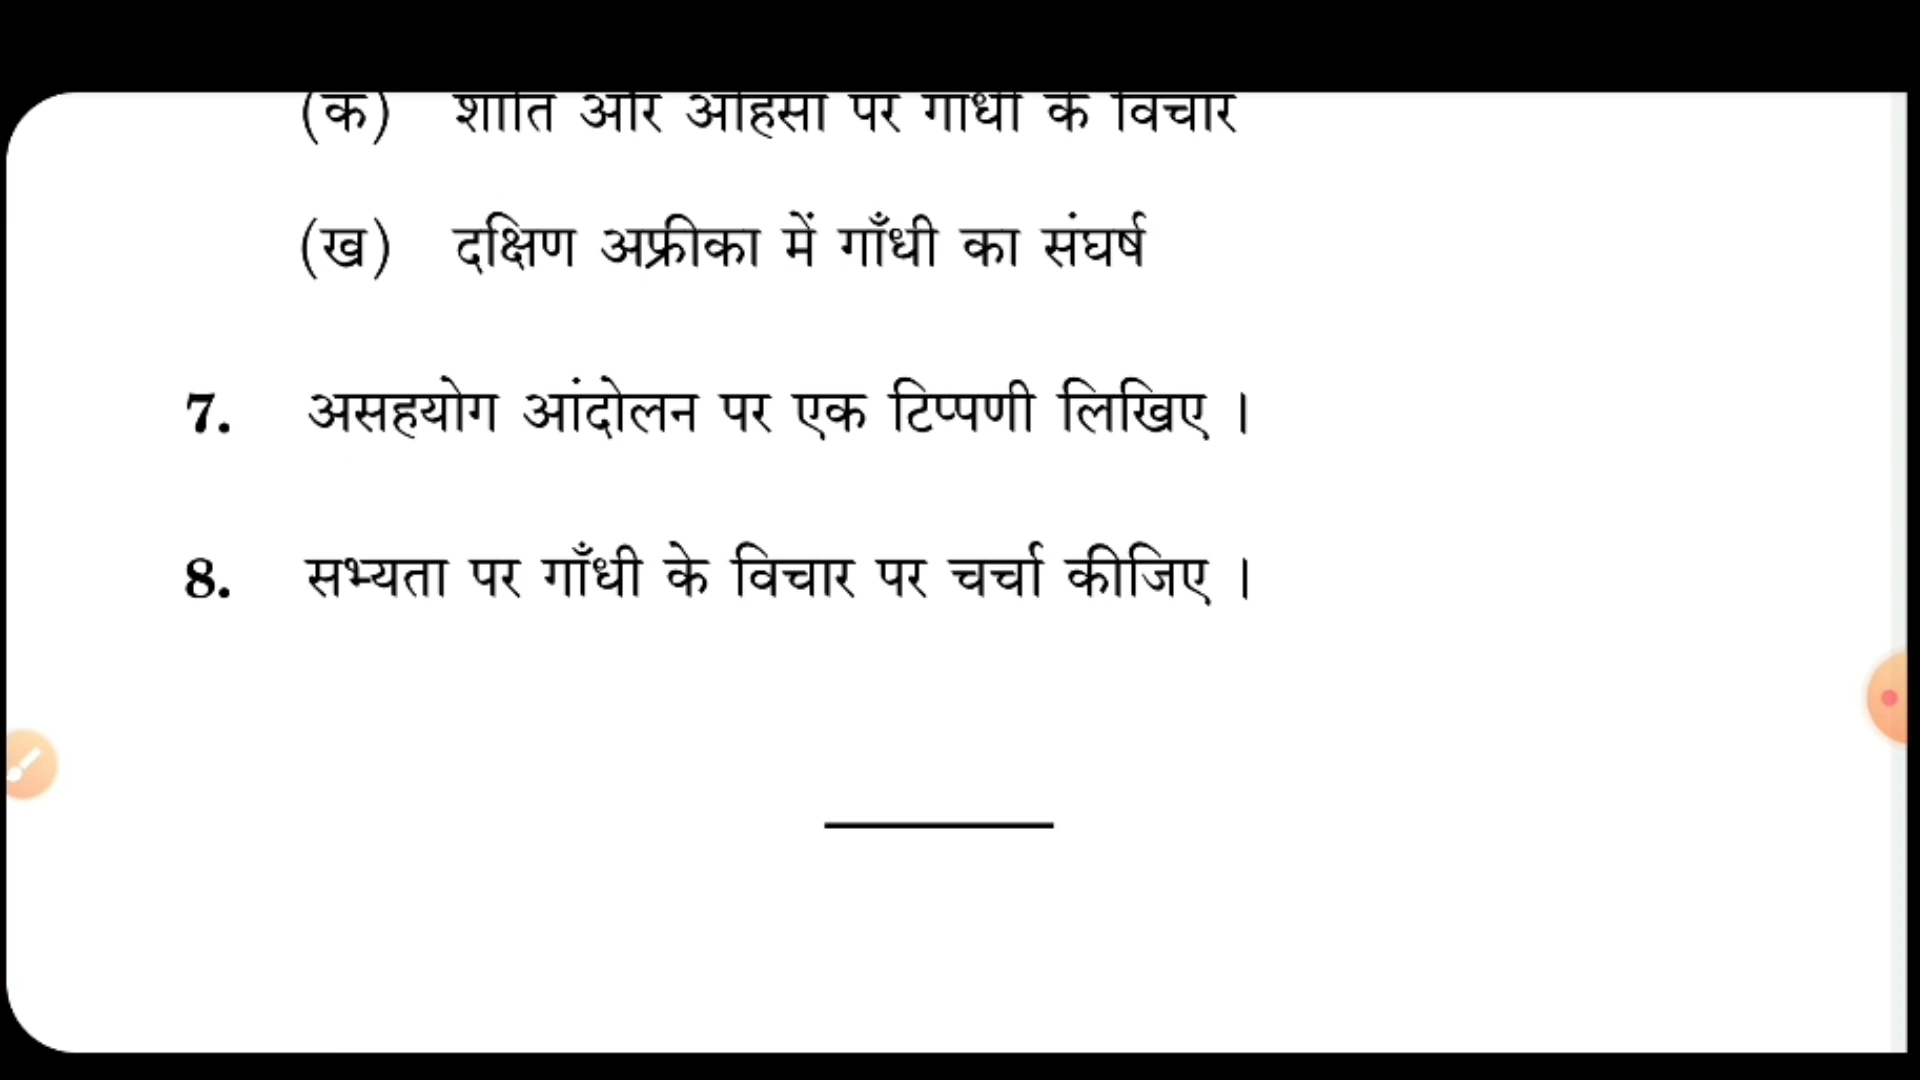 (क) शांति और अहिंसा पर गाँधी के विचार
(ख) दक्षिण अफ्रीका में गाँधी का संघर्ष
7. असहयोग आंदोलन पर एक टिप्पणी लिखिए ।
8. सभ्यता पर गाँधी के विचार पर चर्चा कीजिए ।